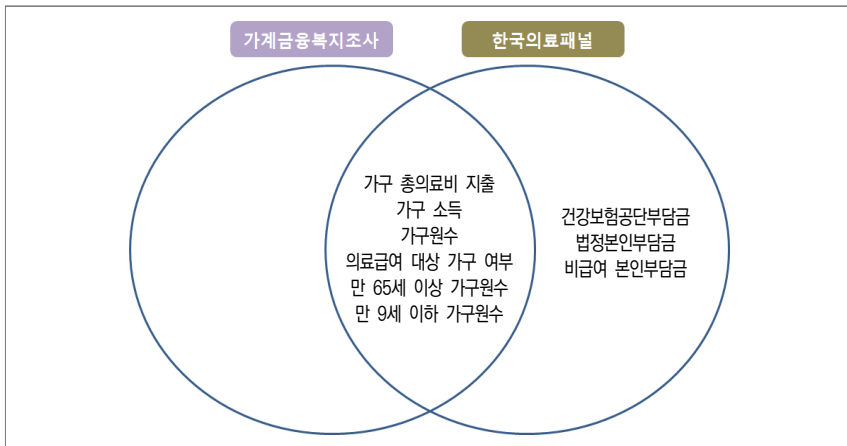 가계금융복지조사
한국의료패널
가구 총의료비 지출
가구 소득
가구원수
의료급여 대상 가구 여부
만 65세 이상 가구원수
만 9세 이하 가구원수
건강보험공단부담금
법정본인부담금
비급여 본인부담금